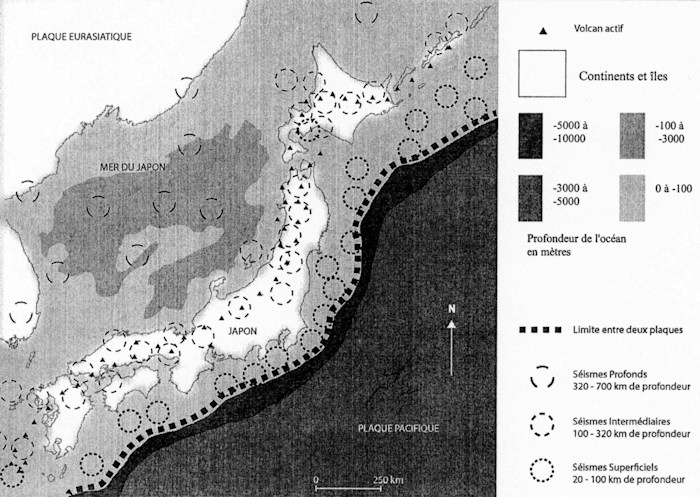 PLAQUE EURASIATIQUE
MER DU JAPON
JAPON
N
PLAQUE PACIFIQUE
0 250 km
Volcan actif
Continents et îles
-5000 à
-10000
-100 à
-3000
-3000 à
-5000
0 à -100
Profondeur de l'océan
en mètres
Limite entre deux plaques
Séismes Profonds
320 - 700 km de profondeur
Séismes Intermédiaires
100 - 320 km de profondeur
Séismes Superficiels
20 - 100 km de profondeur